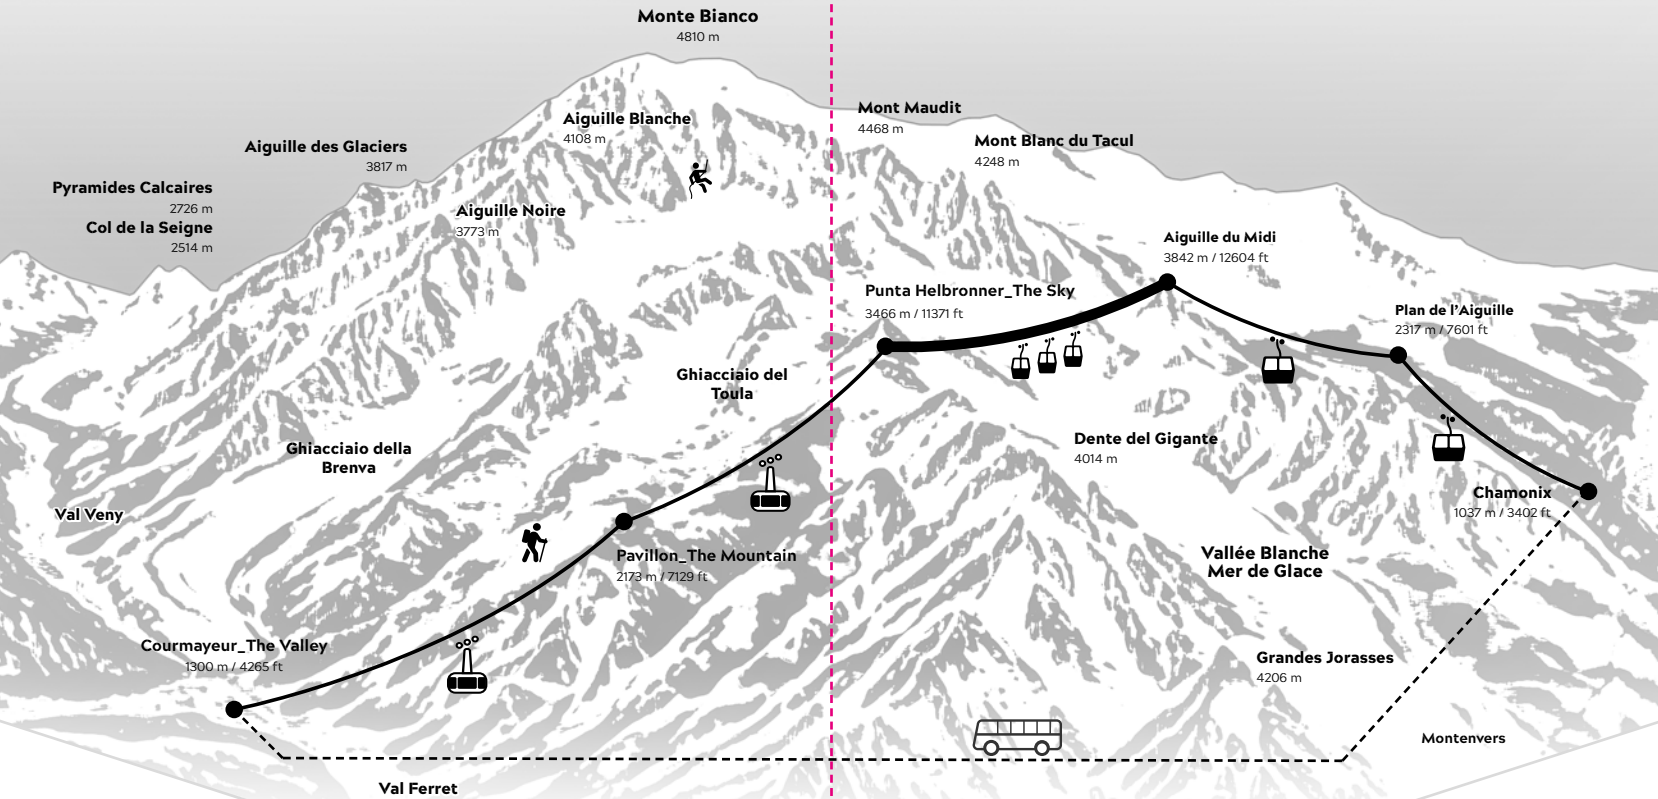 Monte Bianco
4810 m
Mont Maudit
4468 m
Aiguille Blanche
4108 m
Mont Blanc du Tacul
4248 m
Aiguille des Glaciers
3817 m
Pyramides Calcaires
2726 m
Col de la Seigne
2514 m
Aiguille Noire
3773 m
Aiguille du Midi
3842 m / 12604 ft
Punta Helbronner_The Sky
3466 m / 11371 ft
Plan de l’Aiguille
2317 m / 7601 ft
Ghiacciaio del
Toula
Dente del Gigante
4014 m
Ghiacciaio della
Brenva
Chamonix
1037 m / 3402 ft
Val Veny
Pavillon_The Mountain
2173 m / 7129 ft
Vallée Blanche
Mer de Glace
Courmayeur_The Valley
1300 m / 4265 ft
Grandes Jorasses
4206 m
Montenvers
Val Ferret